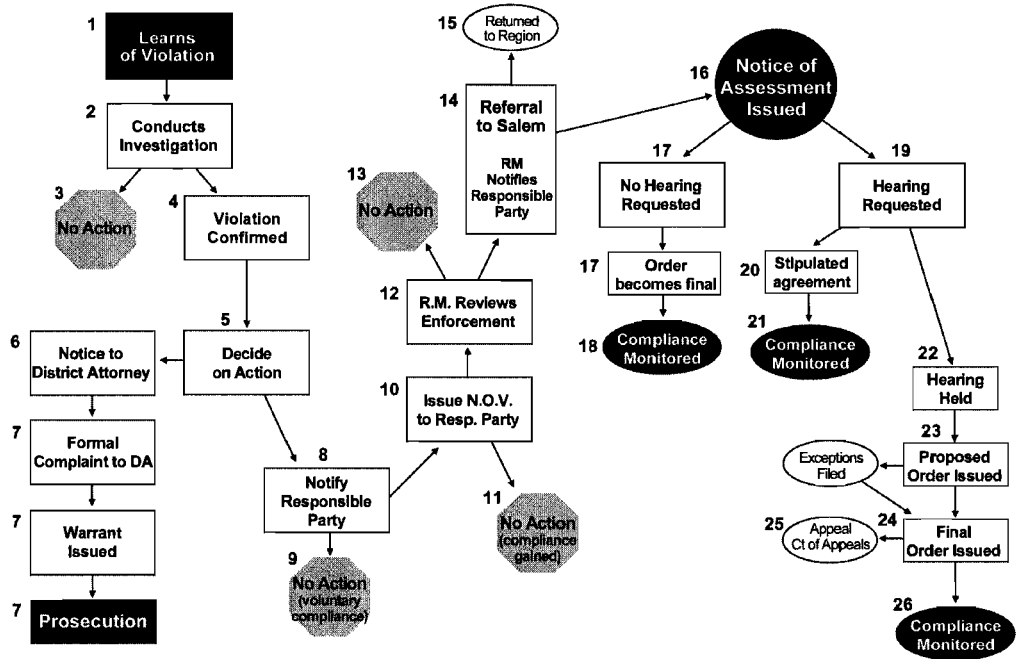 1
Learns
of Violation
2
Conducts
Investigation
3
No Action
4
Violation
Confirmed
5
Decide
on Action
6
Notice to
District Attorney
7
Formal
Complaint to DA
7
Warrant
Issued
7
Prosecution
8
Notify
Responsible
Party
9
No Action
(voluntary
compliance)
10
Issue N.O.V.
to Resp. Party
11
No Action
(compliance
gained)
12
R.M. Reviews
Enforcement
13
No Action
14
Referral
to Salem
RM
Notifies
Responsible
Party
15
Returned
to Region
16
Notice of
Assessment
Issued
17
No Hearing
Requested
17
Order
becomes final
18
Compliance
Monitored
19
Hearing
Requested
20
Stipulated
agreement
21
Compliance
Monitored
22
Hearing
Held
23
Proposed
Order Issued
Exceptions
Filed
24
Final
Order Issued
25
Appeal
Ct of Appeals
26
Compliance
Monitored